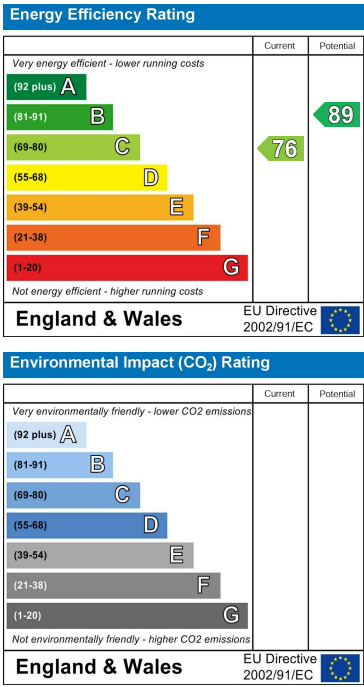 Energy Efficiency Rating
Current Potential
Very energy efficient - lower running costs
(92 plus) A
(81-91) B
(69-80) C
(55-68) D
(39-54) E
(21-38) F
(1-20) G
76
89
Not energy efficient - higher running costs
England & Wales
EU Directive
2002/91/EC
Environmental Impact (CO₂) Rating
Current Potential
Very environmentally friendly - lower CO2 emissions
(92 plus) A
(81-91) B
(69-80) C
(55-68) D
(39-54) E
(21-38) F
(1-20) G
Not environmentally friendly - higher CO2 emissions
England & Wales
EU Directive
2002/91/EC